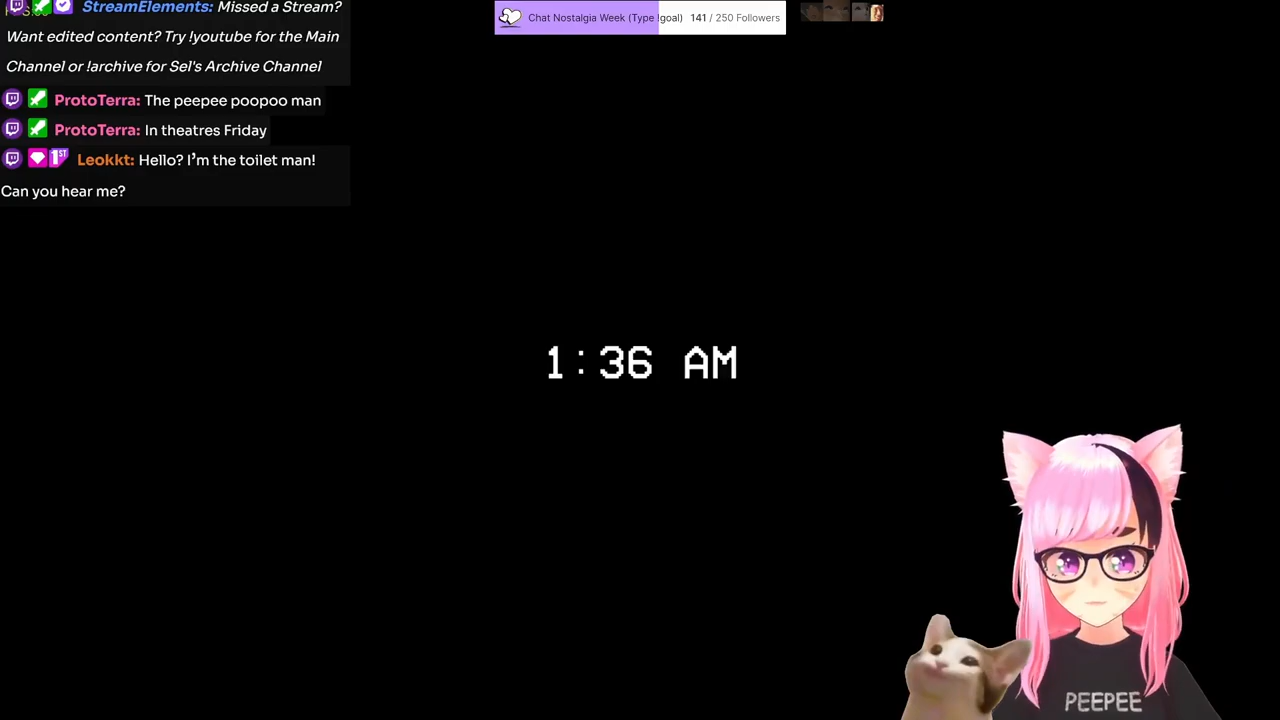 StreamElements: Missed a Stream?
Want edited content? Try !youtube for the Main
Channel or !archive for Sel's Archive Channel
ProtoTerra: The peepee poopoo man
ProtoTerra: In theatres Friday
1ST Leokkt: Hello? I'm the toilet man!
Can you hear me?
Chat Nostalgia Week (Type !goal) 141 / 250 Followers
1:36 AM
PEEPEE